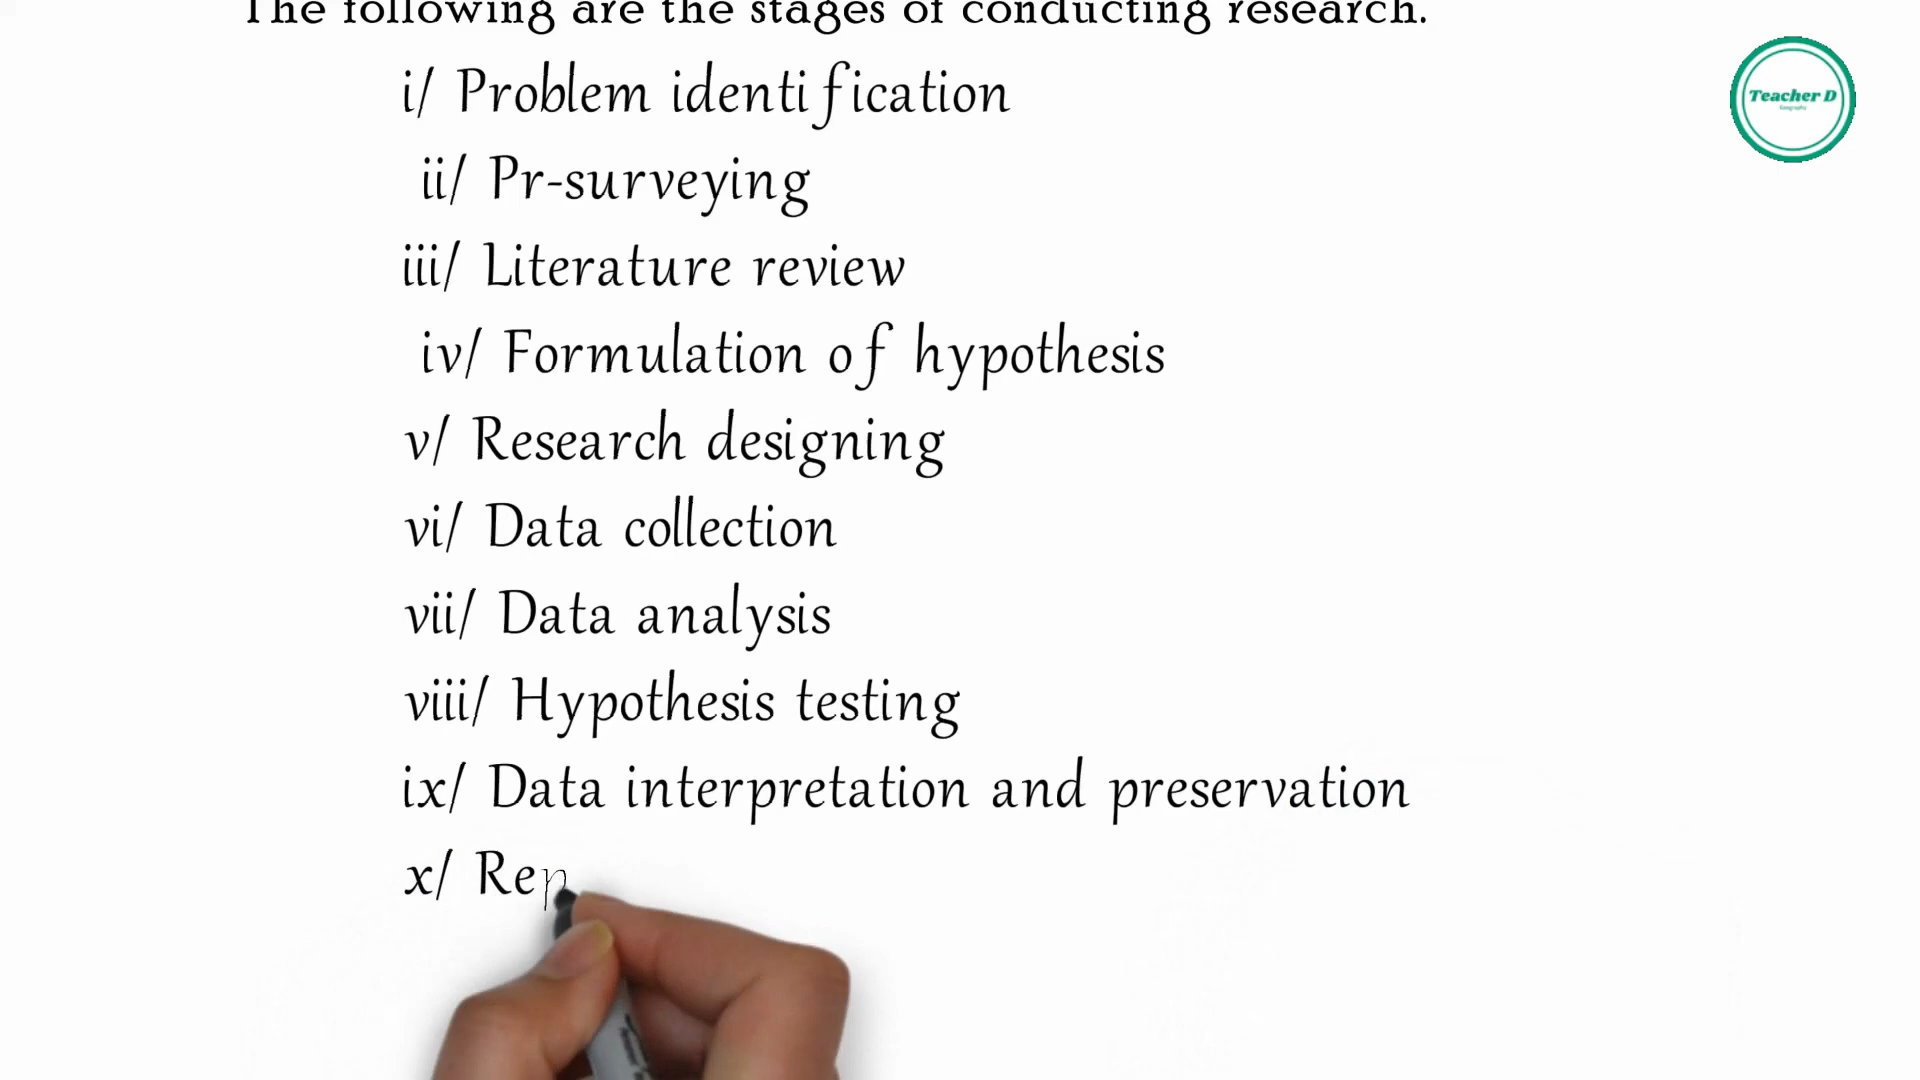 The following are the stages of conducting research.
i/ Problem identification
ii/ Pr-surveying
iii/ Literature review
iv/ Formulation of hypothesis
v/ Research designing
vi/ Data collection
vii/ Data analysis
viii/ Hypothesis testing
ix/ Data interpretation and preservation
x/ Rep
Teacher D